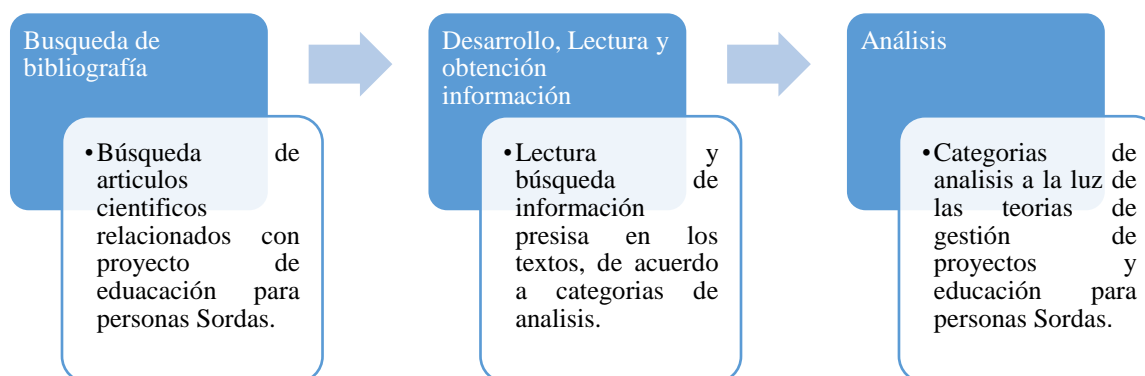 Busqueda de
bibliografía
•Búsqueda de
articulos
cientificos
relacionados con
proyecto de
eduacación para
personas Sordas.
Desarrollo, Lectura y
obtención
información
•Lectura y
búsqueda de
información
presisa en los
textos, de acuerdo
a categorias de
analisis.
Análisis
•Categorias de
analisis a la luz de
las teorias de
gestión de
proyectos y
educación para
personas Sordas.